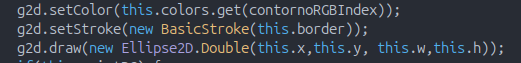 g2d.setColor(this.colors.get(contornoRGBIndex));
g2d.setStroke(new BasicStroke(this.border));
g2d.draw(new Ellipse2D.Double(this.x,this.y, this.w,this.h));